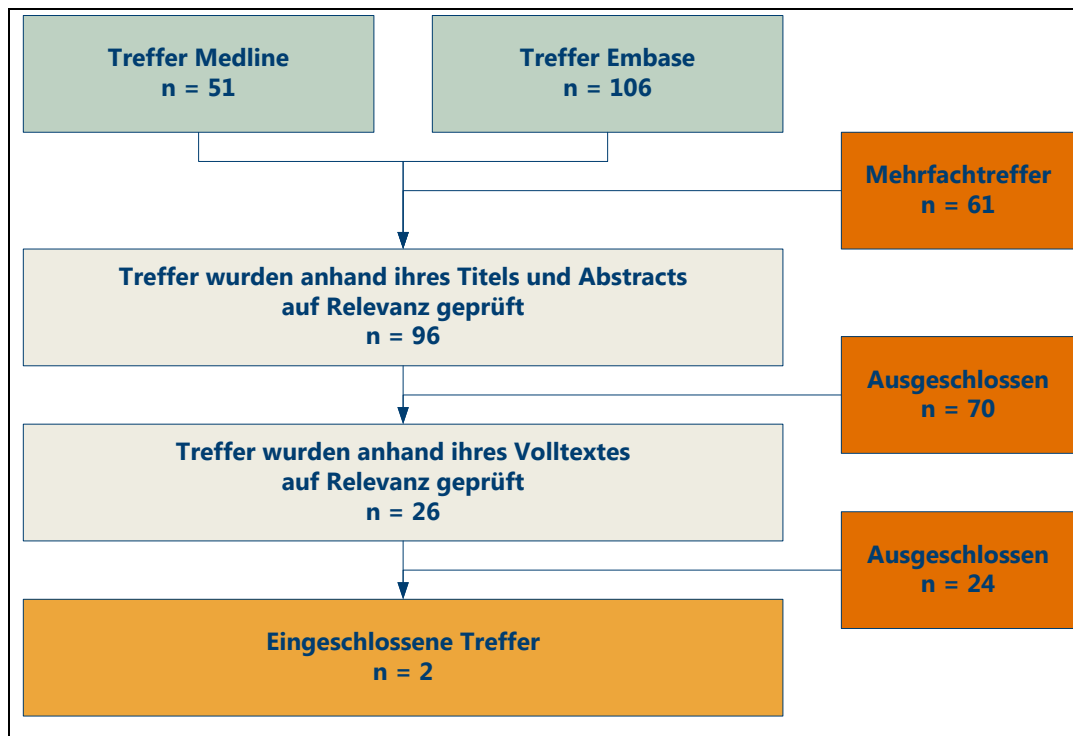 Treffer Medline
n = 51
Treffer Embase
n = 106
Mehrfachtreffer
n = 61
Treffer wurden anhand ihres Titels und Abstracts
auf Relevanz geprüft
n = 96
Ausgeschlossen
n = 70
Treffer wurden anhand ihres Volltextes
auf Relevanz geprüft
n = 26
Ausgeschlossen
n = 24
Eingeschlossene Treffer
n = 2